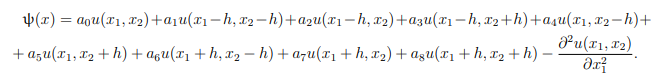 ψ(x) = a₀u(x₁, x₂)+a₁u(x₁−h, x₂−h)+a₂u(x₁−h, x₂)+a₃u(x₁−h, x₂+h)+a₄u(x₁, x₂−h)+
+ a₅u(x₁, x₂ + h) + a₆u(x₁ + h, x₂ − h) + a₇u(x₁ + h, x₂) + a₈u(x₁ + h, x₂ + h) − ∂²u(x₁, x₂)/∂x₁².